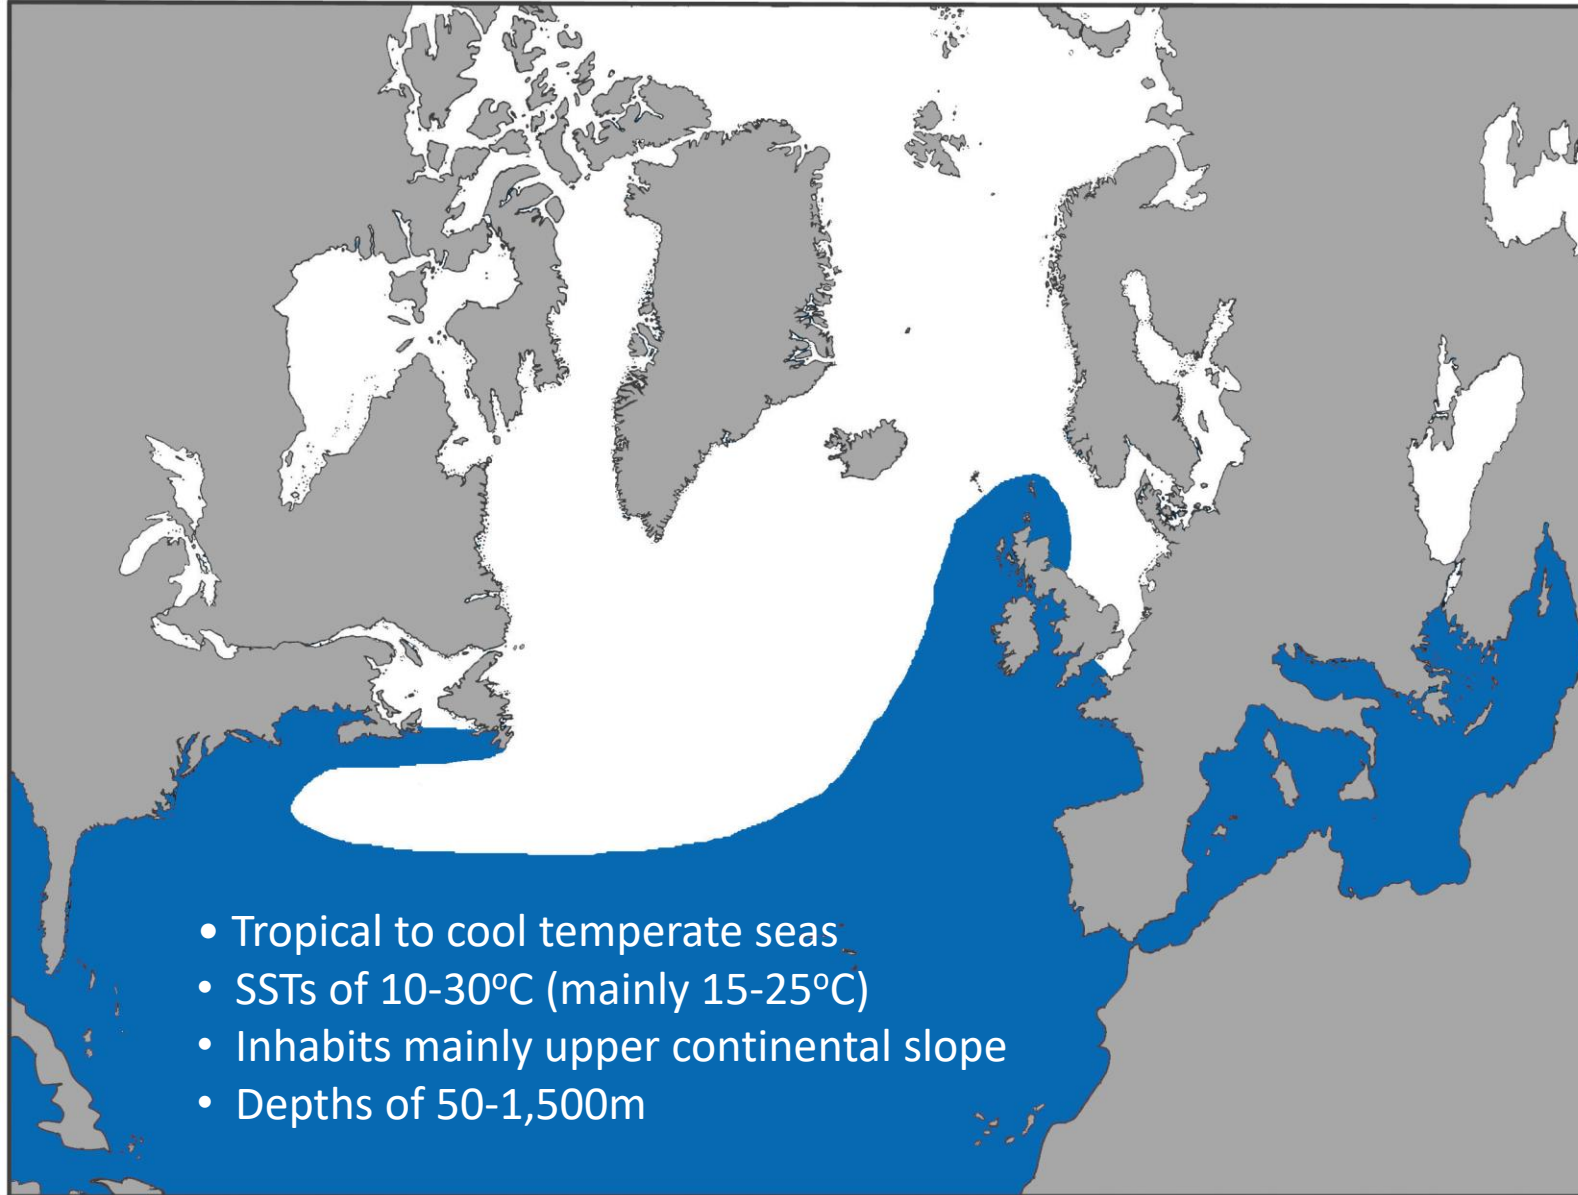 • Tropical to cool temperate seas
• SSTs of 10-30oC (mainly 15-25oC)
• Inhabits mainly upper continental slope
• Depths of 50-1,500m